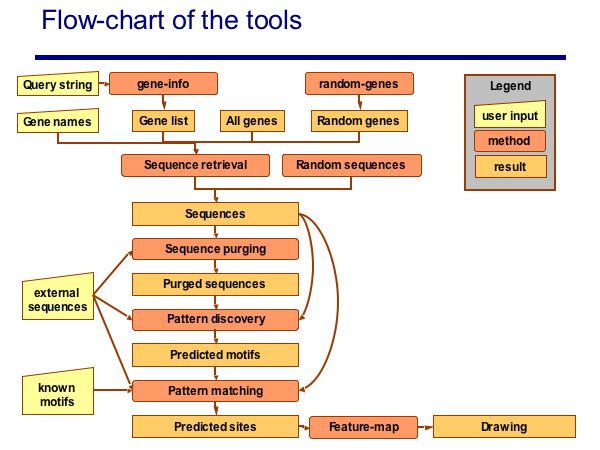 Flow-chart of the tools
Query string
gene-info
random-genes
Legend
user input
method
result
Gene names
Gene list
All genes
Random genes
Sequence retrieval
Random sequences
Sequences
Sequence purging
external
sequences
Purged sequences
Pattern discovery
Predicted motifs
known
motifs
Pattern matching
Predicted sites
Feature-map
Drawing